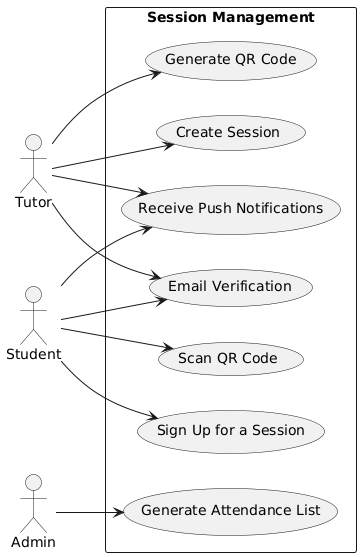 Session Management
Generate QR Code
Create Session
Tutor
Receive Push Notifications
Email Verification
Student
Scan QR Code
Sign Up for a Session
Generate Attendance List
Admin